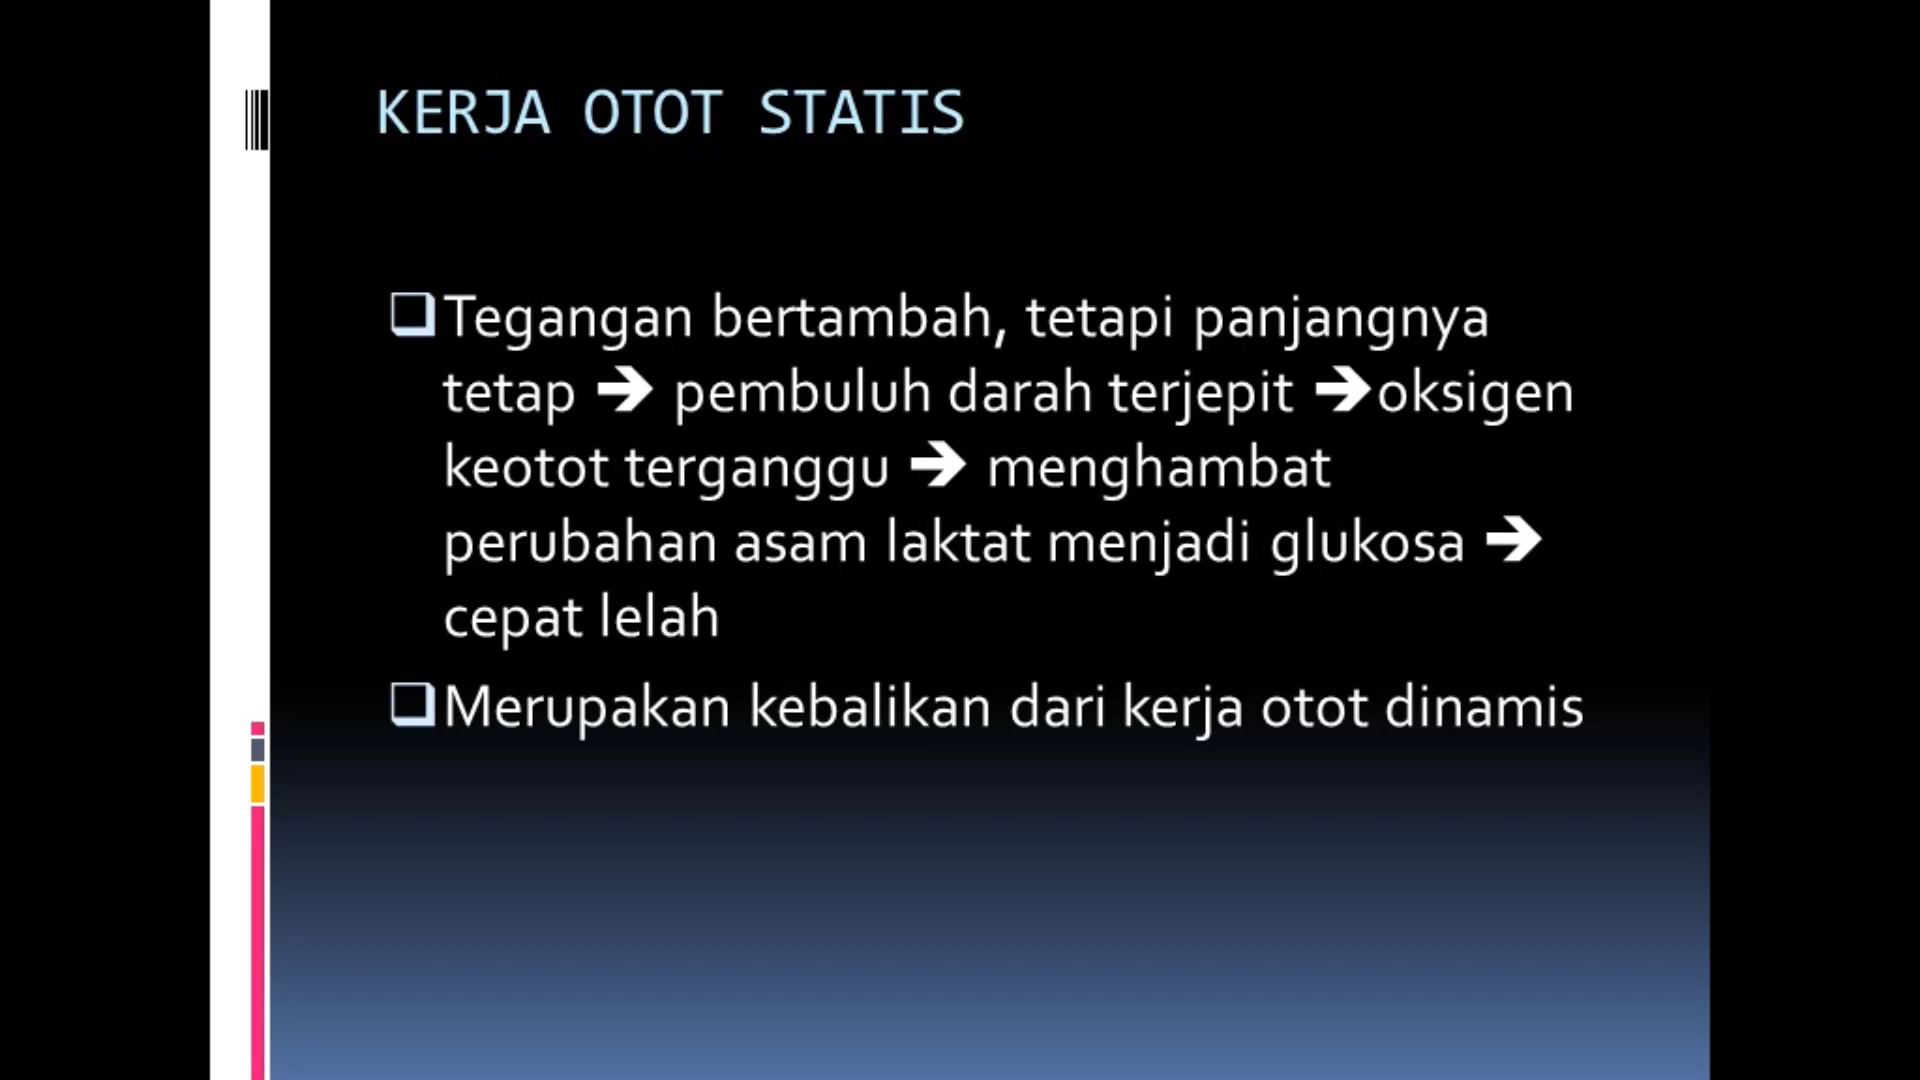 KERJA OTOT STATIS
❑Tegangan bertambah, tetapi panjangnya
tetap ➔ pembuluh darah terjepit ➔oksigen
keotot terganggu ➔ menghambat
perubahan asam laktat menjadi glukosa ➔
cepat lelah
❑Merupakan kebalikan dari kerja otot dinamis